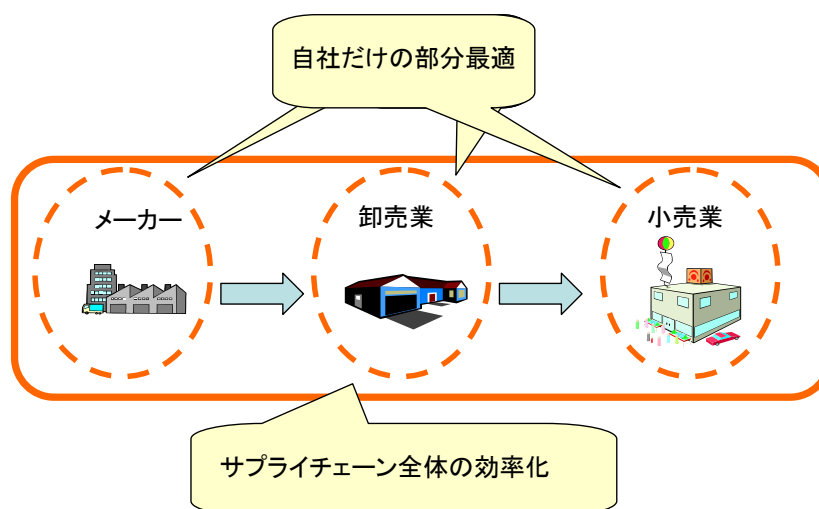 自社だけの部分最適
メーカー
卸売業
小売業
サプライチェーン全体の効率化